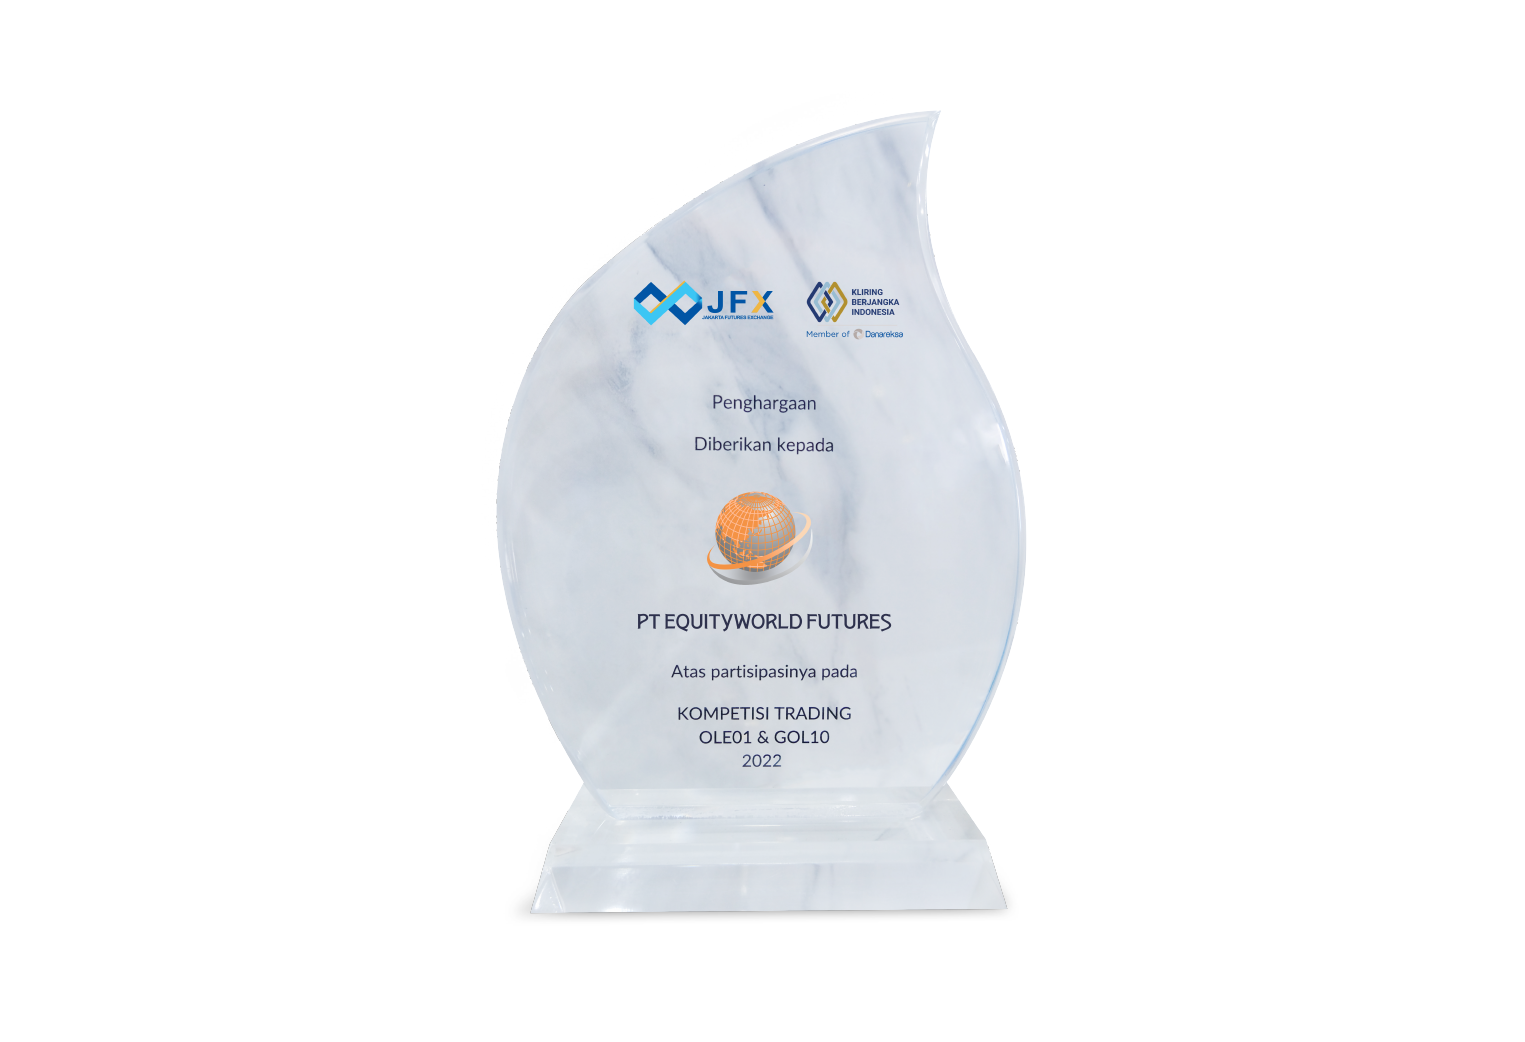 JFX
JAKARTA FUTURES EXCHANGE
KLIRING
BERJANGKA
INDONESIA
Member of Danareksa
Penghargaan
Diberikan kepada
PT EQUITYWORLD FUTURES
Atas partisipasinya pada
KOMPETISI TRADING
OLE01 & GOL10
2022